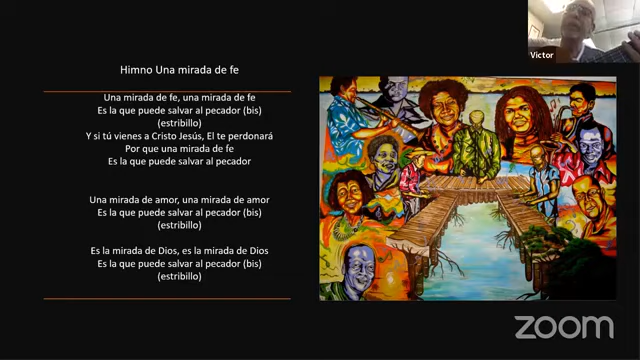 Victor
Himno Una mirada de fe
Una mirada de fe, una mirada de fe
Es la que puede salvar al pecador (bis)
(estribillo)
Y si tú vienes a Cristo Jesús, El te perdonará
Por que una mirada de fe
Es la que puede salvar al pecador
Una mirada de amor, una mirada de amor
Es la que puede salvar al pecador (bis)
(estribillo)
Es la mirada de Dios, es la mirada de Dios
Es la que puede salvar al pecador (bis)
(estribillo)
zoom